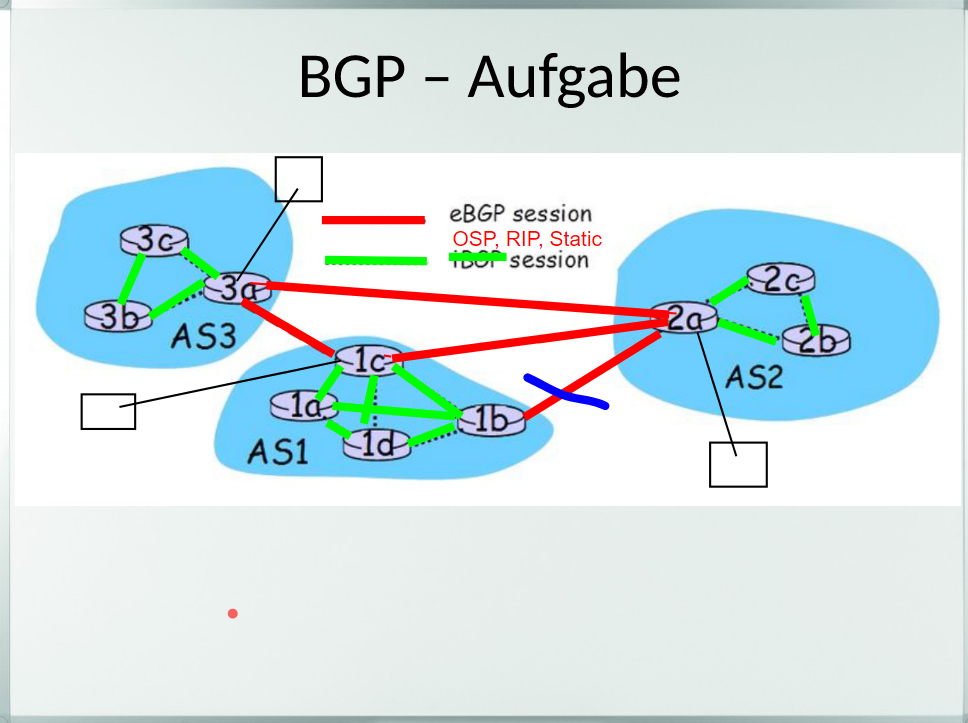 BGP – Aufgabe
eBGP session
OSP, RIP, Static
iBGP session
3c
3a
3b
AS3
2c
2a
2b
AS2
1c
1a
1b
1d
AS1